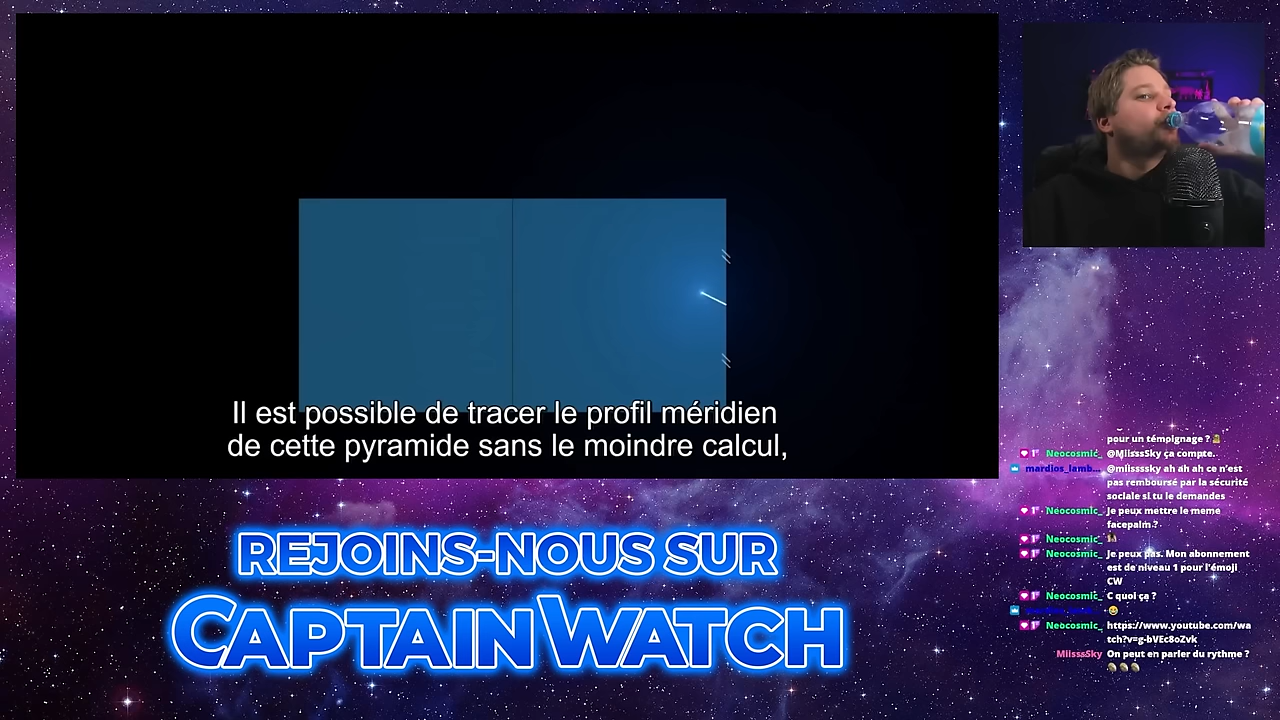 Il est possible de tracer le profil méridien
de cette pyramide sans le moindre calcul,
REJOINS-NOUS SUR
CAPTAINWATCH
pour un témoignage ?
Neocosmic_ @MiisssSky ça compte.
mardios_lamb... @miissssky ah ah ah ce n'est
pas remboursé par la sécurité
sociale si tu le demandes
Neocosmic_ Je peux mettre le meme
facepalm ?
Neocosmic_
Neocosmic_ Je peux pas. Mon abonnement
est de niveau 1 pour l'émoji
CW
Neocosmic_ C quoi ça ?
Neocosmic_ https://www.youtube.com/wa
tch?v=g-bVEc8oZvk
MiisssSky On peut en parler du rythme ?